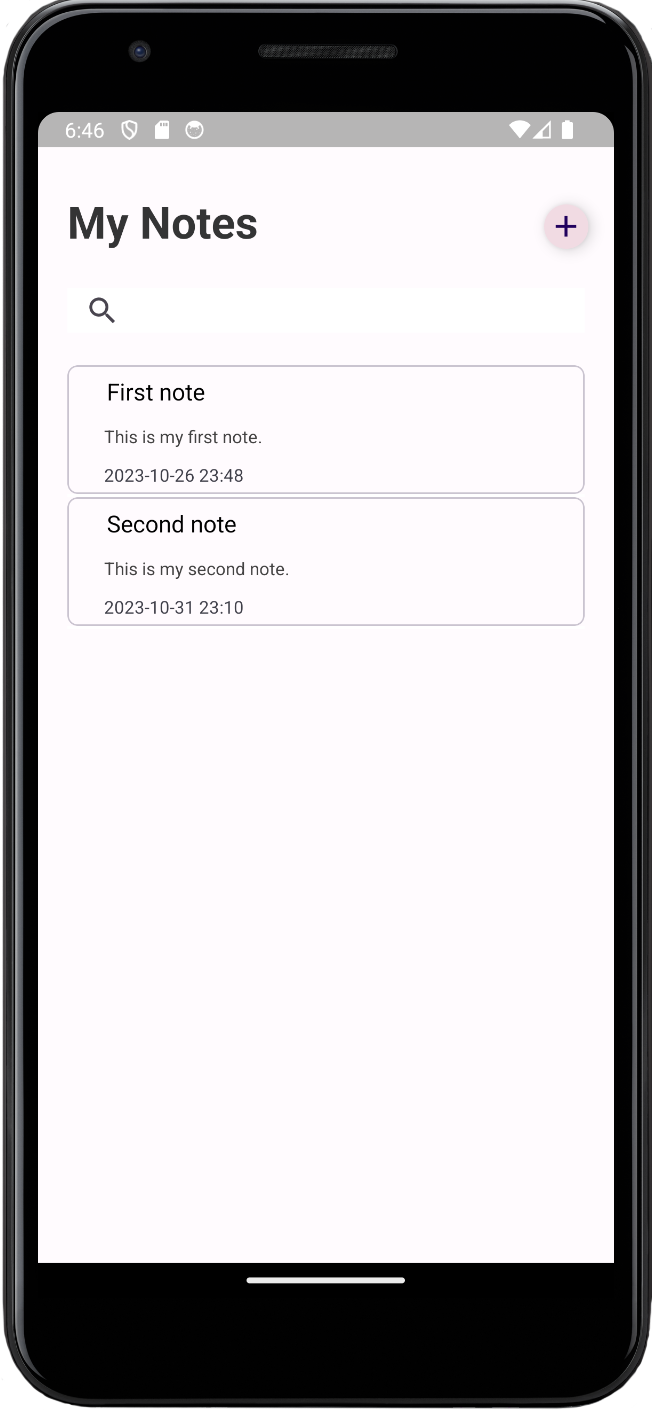 6:46
My Notes
First note
This is my first note.
2023-10-26 23:48
Second note
This is my second note.
2023-10-31 23:10